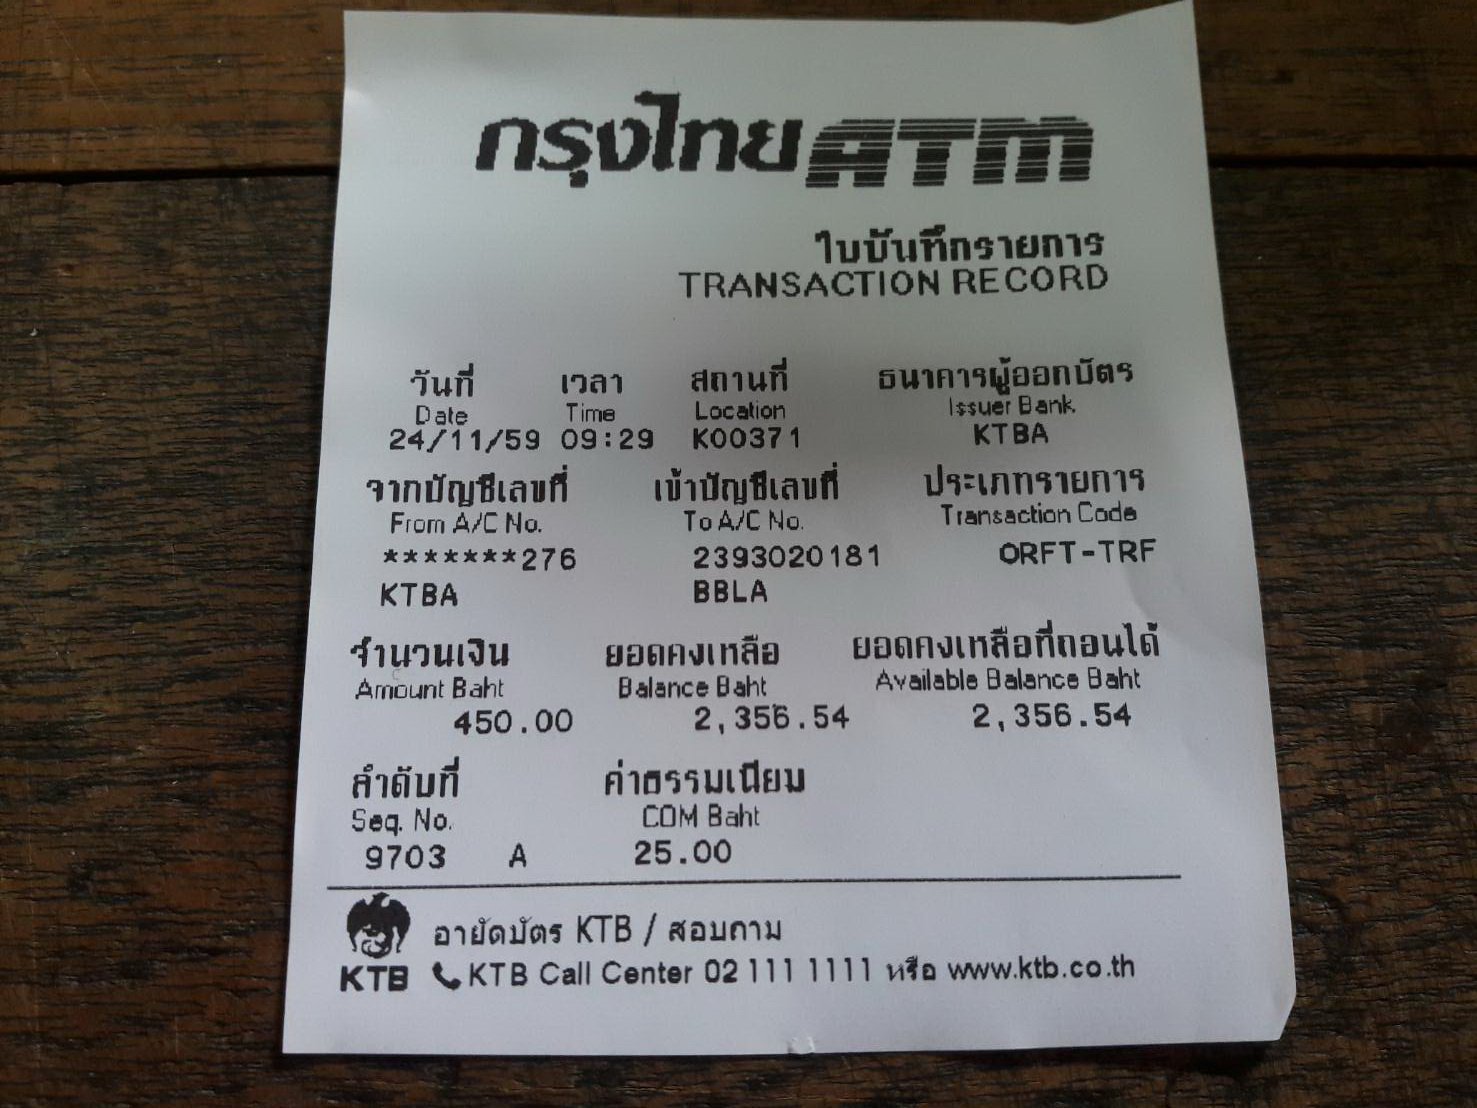 กรุงไทย ATM
ใบบันทึกรายการ
TRANSACTION RECORD
วันที่ เวลา สถานที่ ธนาคารผู้ออกบัตร
Date Time Location Issuer Bank
24/11/59 09:29 K00371 KTBA
จากบัญชีเลขที่ เข้าบัญชีเลขที่ ประเภทรายการ
From A/C No. To A/C No. Transaction Code
*******276 2393020181 ORFT-TRF
KTBA BBLA
จำนวนเงิน ยอดคงเหลือ ยอดคงเหลือที่ถอนได้
Amount Baht Balance Baht Available Balance Baht
450.00 2,356.54 2,356.54
ลำดับที่ ค่าธรรมเนียม
Seq. No. COM Baht
9703 A 25.00
อายัดบัตร KTB / สอบถาม
KTB KTB Call Center 02 111 1111 หรือ www.ktb.co.th